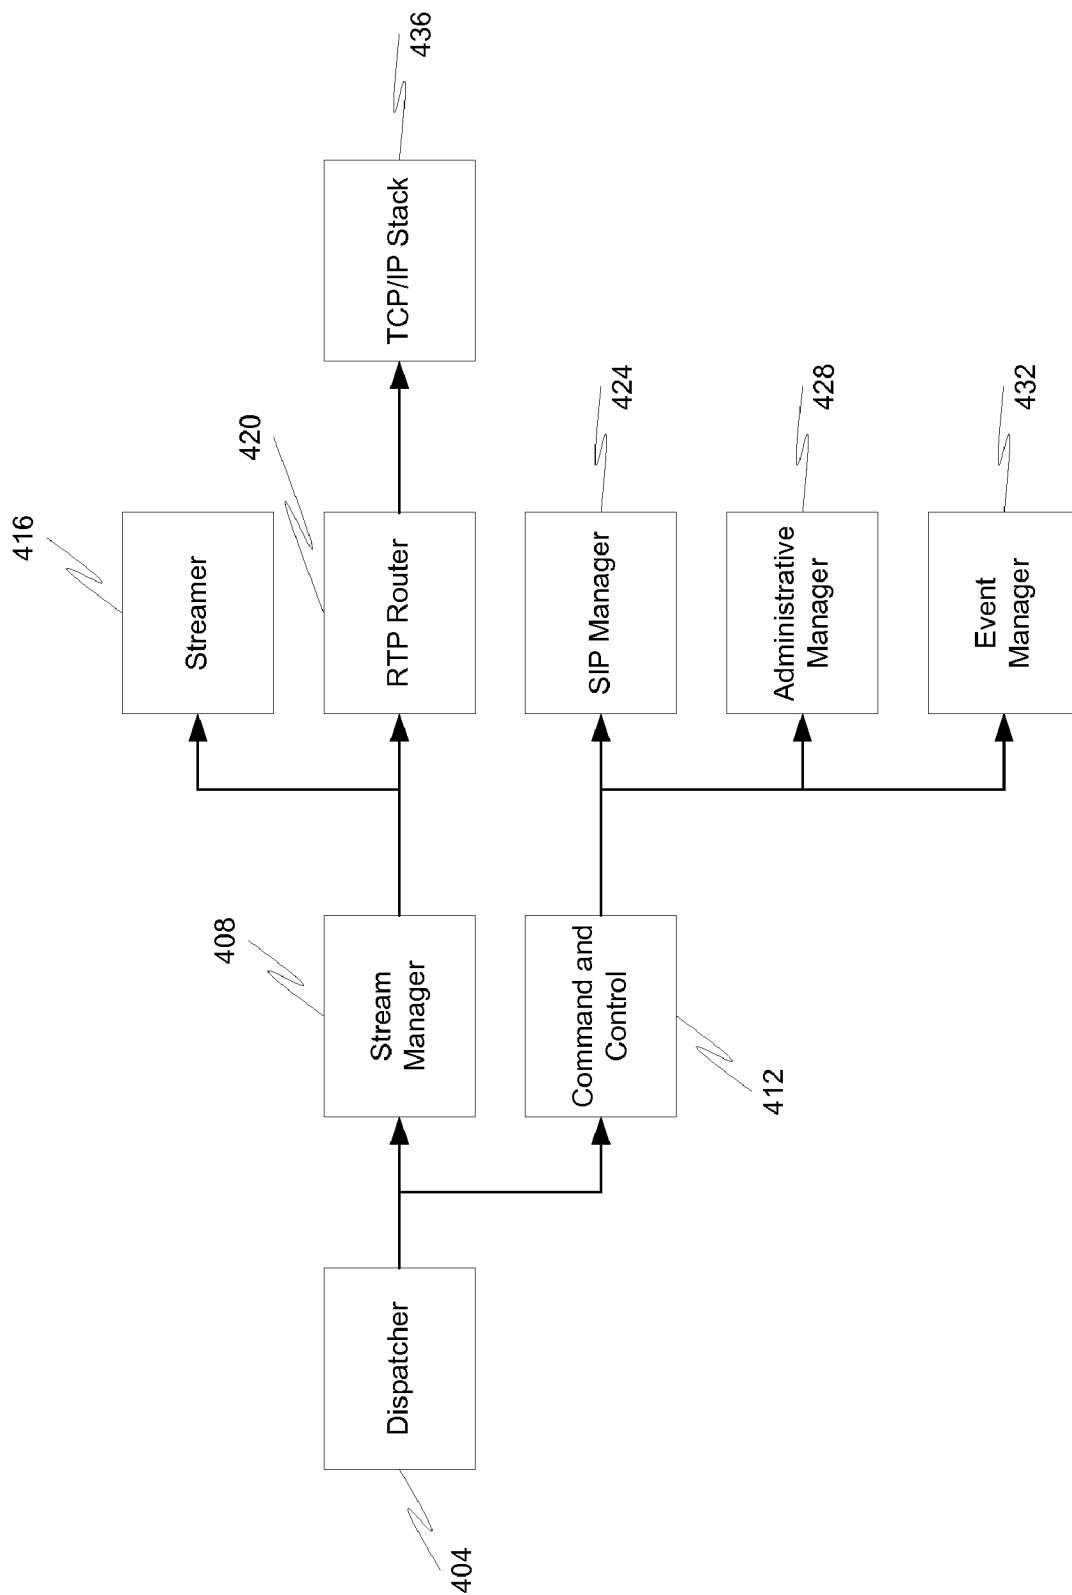 416
Streamer
408
420
436
Dispatcher
Stream
Manager
RTP Router
TCP/IP Stack
404
Command and
Control
SIP Manager
424
412
Administrative
Manager
428
Event
Manager
432